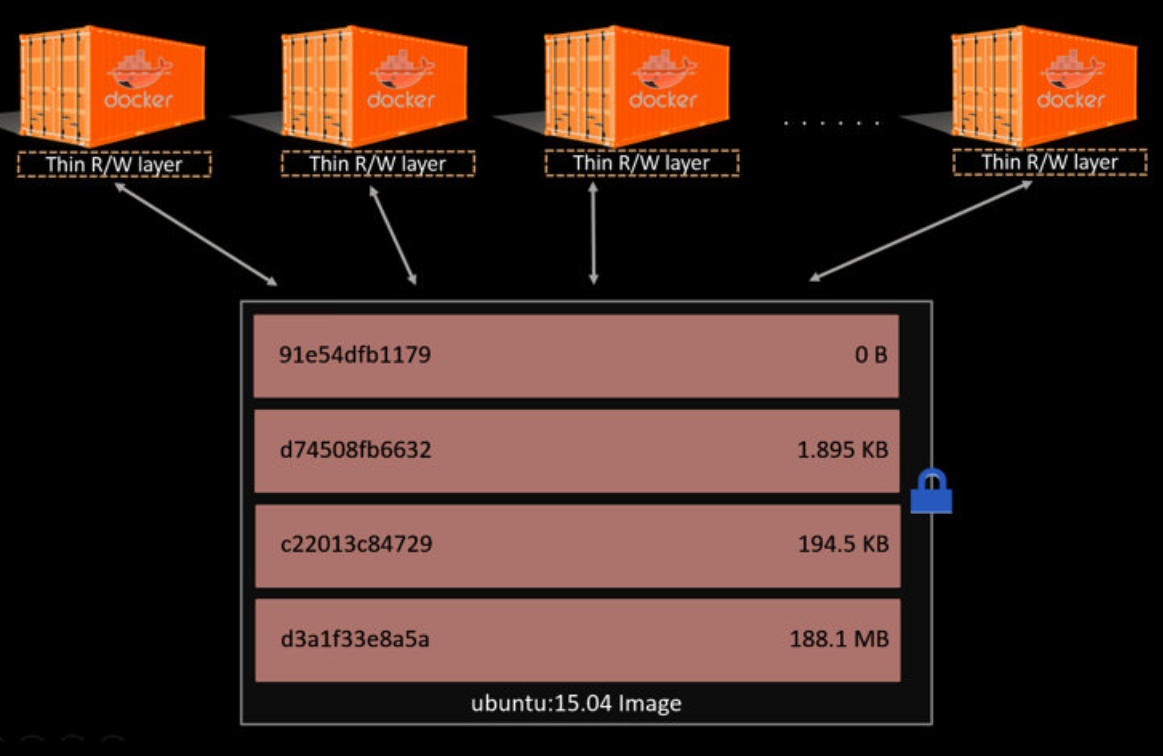 docker docker docker docker
Thin R/W layer Thin R/W layer Thin R/W layer . . . . . . Thin R/W layer
91e54dfb1179 0 B
d74508fb6632 1.895 KB
c22013c84729 194.5 KB
d3a1f33e8a5a 188.1 MB
ubuntu:15.04 Image